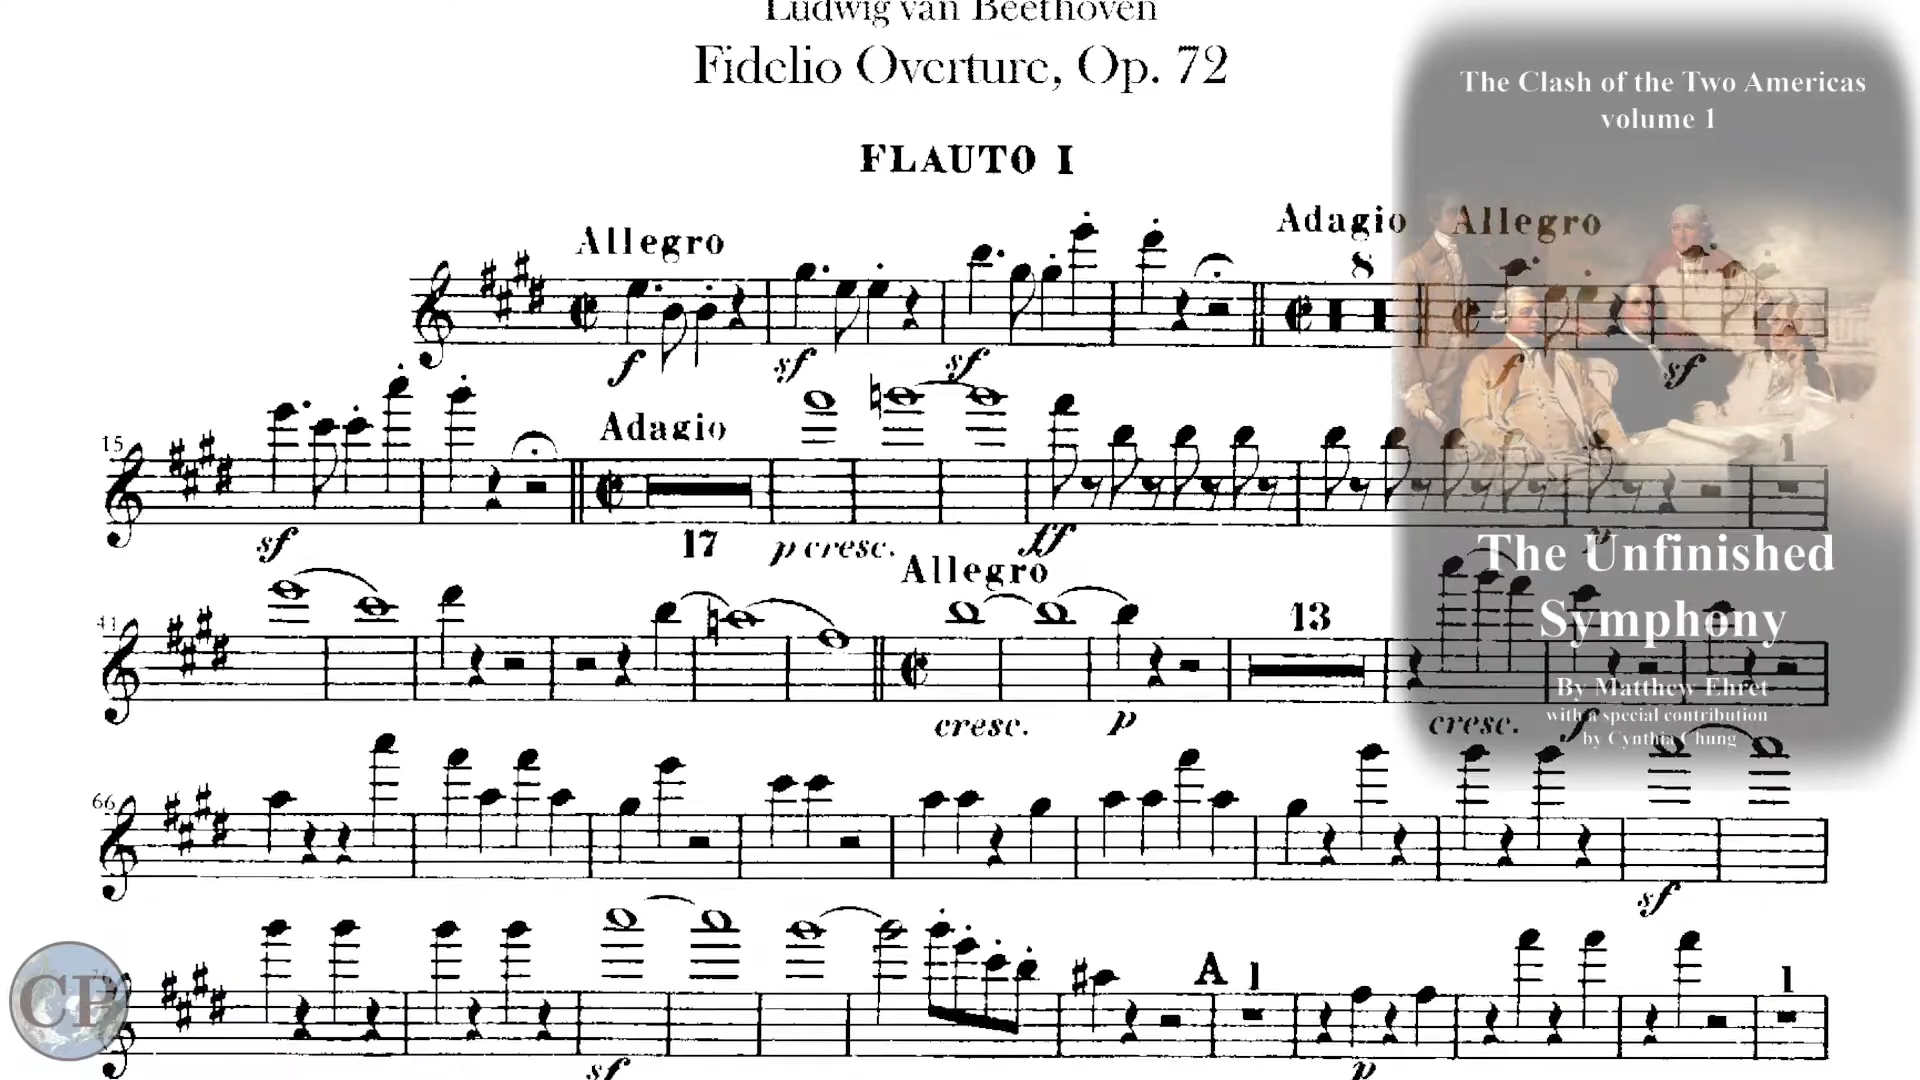 Ludwig van Beethoven
Fidelio Overture, Op. 72
FLAUTO I
The Clash of the Two Americas
volume 1
Allegro
Adagio
Allegro
8
f
sf
sf
f
sf
15
Adagio
1
sf
17
p cresc.
ff
p
Allegro
The Unfinished
Symphony
41
13
By Matthew Ehret
with a special contribution
by Cynthia Chung
cresc.
p
cresc.
f
66
sf
A
1
1
sf
p
CP